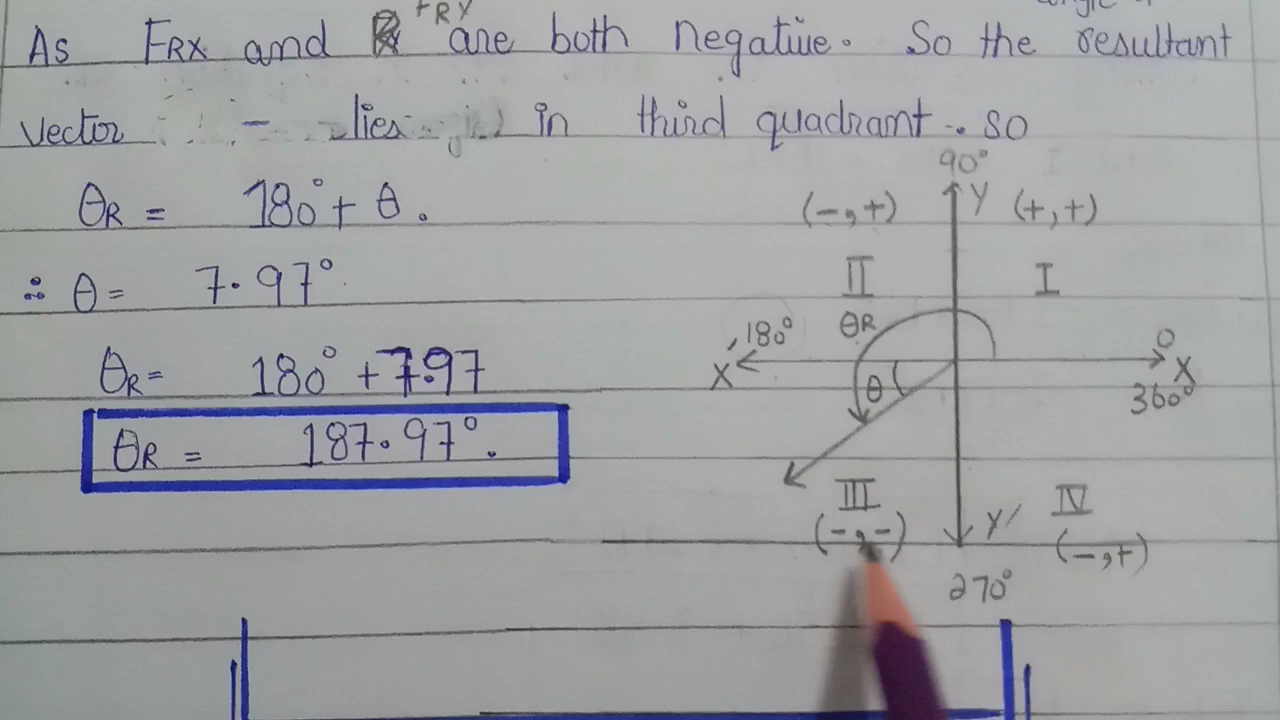 FRY
As FRX and are both negative. So the resultant
vector - lies in third quadrant. so
θR = 180° + θ.
∴ θ = 7.97°
θR = 180° + 7.97
θR = 187.97°.
90°
(-,+) Y (+,+)
II I
180° θR 0
X θ X
360°
III IV
(-,-) Y' (-,+)
270°